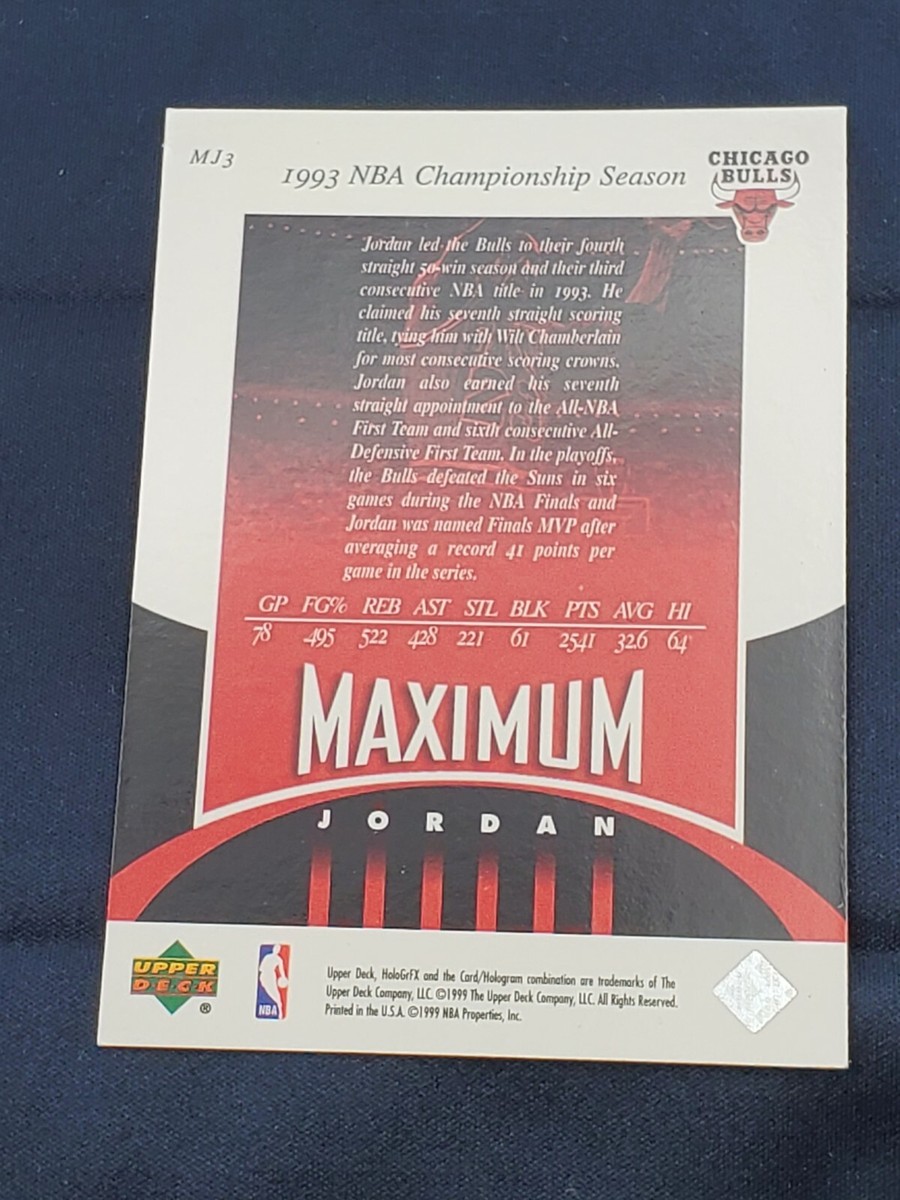 MJ3
1993 NBA Championship Season
CHICAGO
BULLS
Jordan led the Bulls to their fourth
straight 50-win season and their third
consecutive NBA title in 1993. He
claimed his seventh straight scoring
title, tying him with Wilt Chamberlain
for most consecutive scoring crowns.
Jordan also earned his seventh
straight appointment to the All-NBA
First Team and sixth consecutive All-
Defensive First Team. In the playoffs,
the Bulls defeated the Suns in six
games during the NBA Finals and
Jordan was named Finals MVP after
averaging a record 41 points per
game in the series.
GP FG% REB AST STL BLK PTS AVG HI
78 .495 522 428 221 61 2541 32.6 64
MAXIMUM
JORDAN
UPPER
DECK
®
NBA
Upper Deck, HoloGrFX and the Card/Hologram combination are trademarks of The
Upper Deck Company, LLC. ©1999 The Upper Deck Company, LLC. All Rights Reserved.
Printed in the U.S.A. ©1999 NBA Properties, Inc.